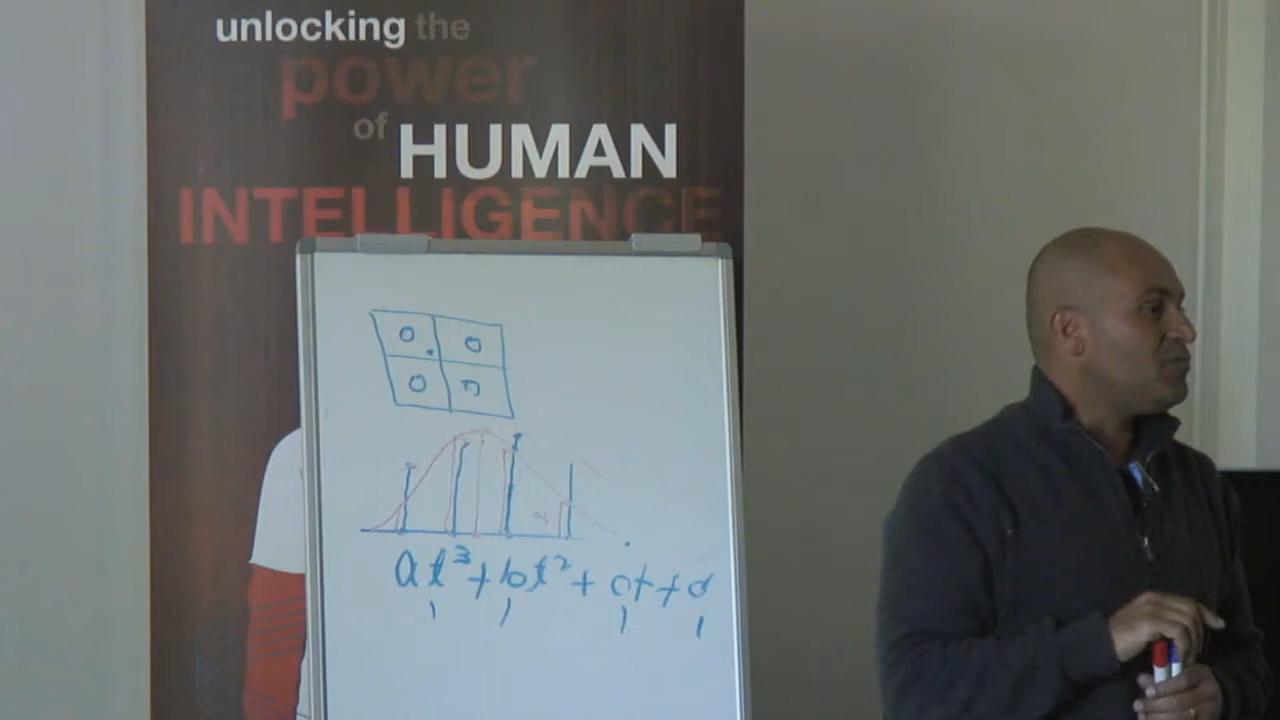 unlocking the
power
of HUMAN
INTELLIGENCE
0 0
0 0
at³+bt²+ct+d